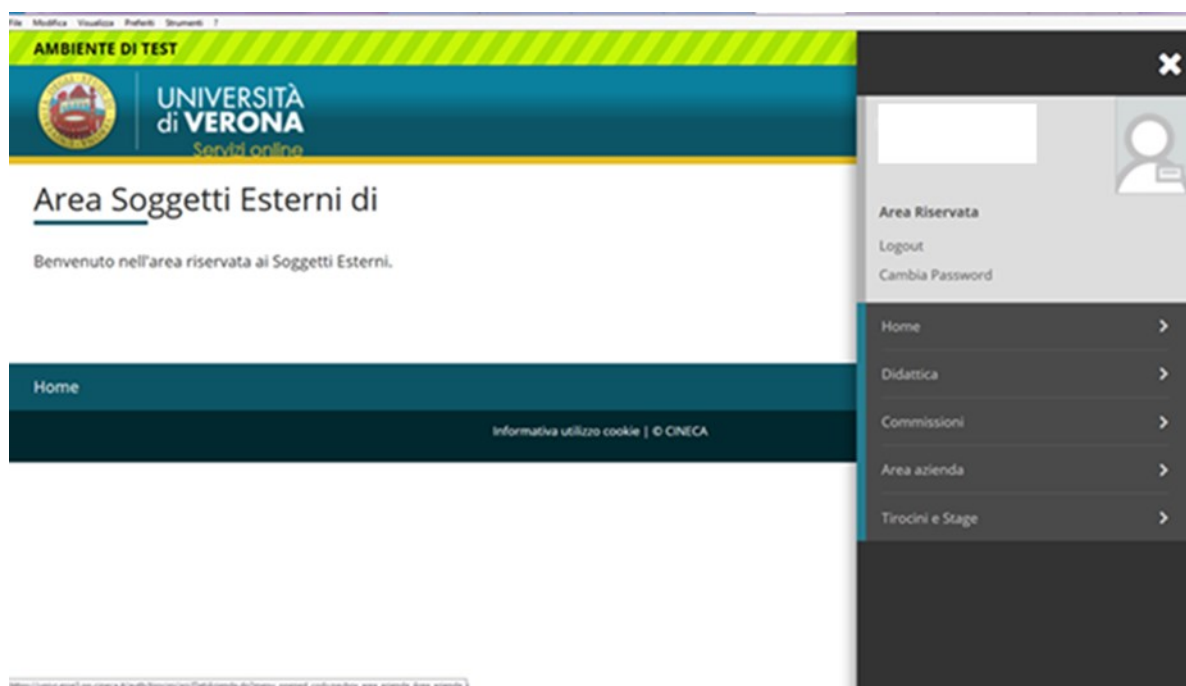 File Modifica Visualizza Preferiti Strumenti ?
AMBIENTE DI TEST
UNIVERSITÀ
di VERONA
Servizi online
Area Soggetti Esterni di
Benvenuto nell'area riservata ai Soggetti Esterni.
Home
Informativa utilizzo cookie | © CINECA
Area Riservata
Logout
Cambia Password
Home
Didattica
Commissioni
Area azienda
Tirocini e Stage